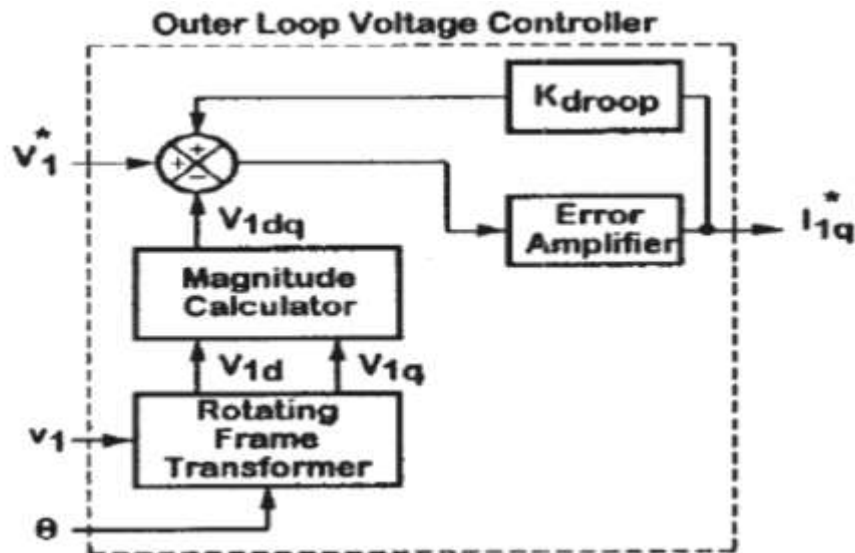 Outer Loop Voltage Controller
Kdroop
+
V1*
+
−
V1dq
Error
Amplifier
I1q*
Magnitude
Calculator
V1d
V1q
Rotating
Frame
Transformer
v1
Θ